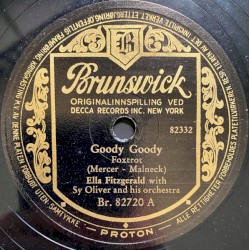 B
Brunswick
ORIGINALINNSPILLING VED
DECCA RECORDS INC. NEW YORK
82332
Goody Goody
Foxtrot
(Mercer - Malneck)
Ella Fitzgerald with
Sy Oliver and his orchestra
Br. 82720 A
PROTON